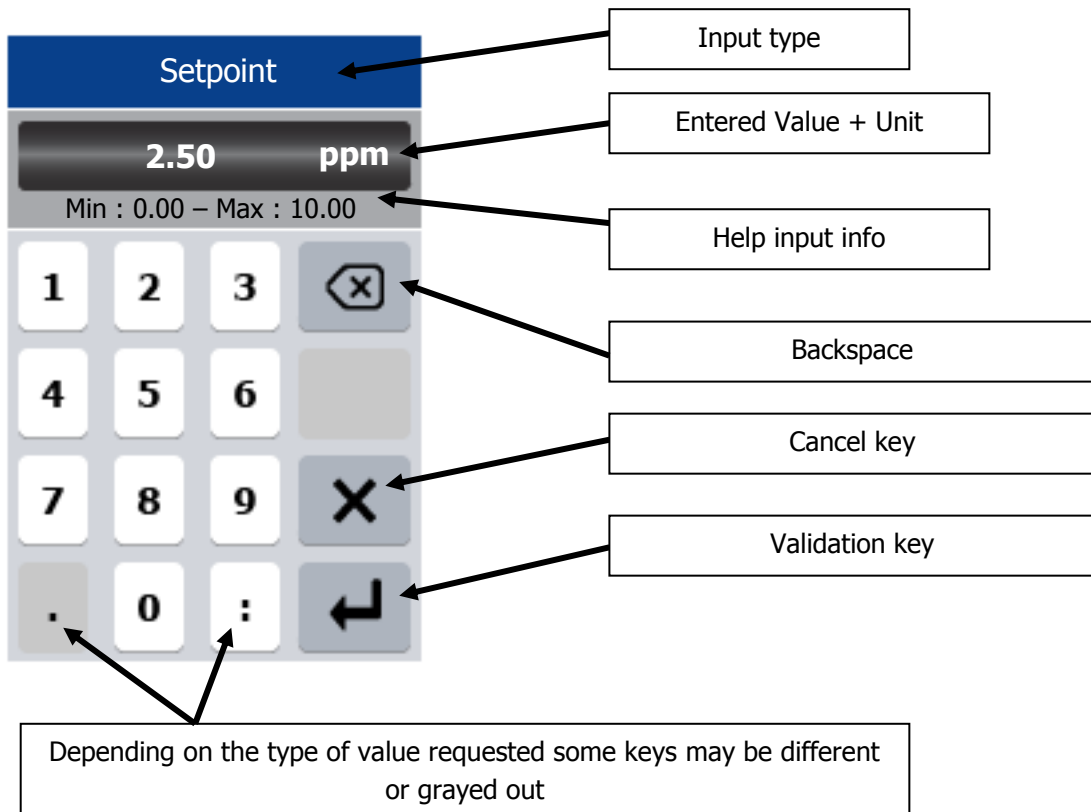 Input type
Setpoint
Entered Value + Unit
2.50 ppm
Min : 0.00 – Max : 10.00
Help input info
1 2 3
Backspace
4 5 6
Cancel key
7 8 9
Validation key
. 0 :
Depending on the type of value requested some keys may be different
or grayed out